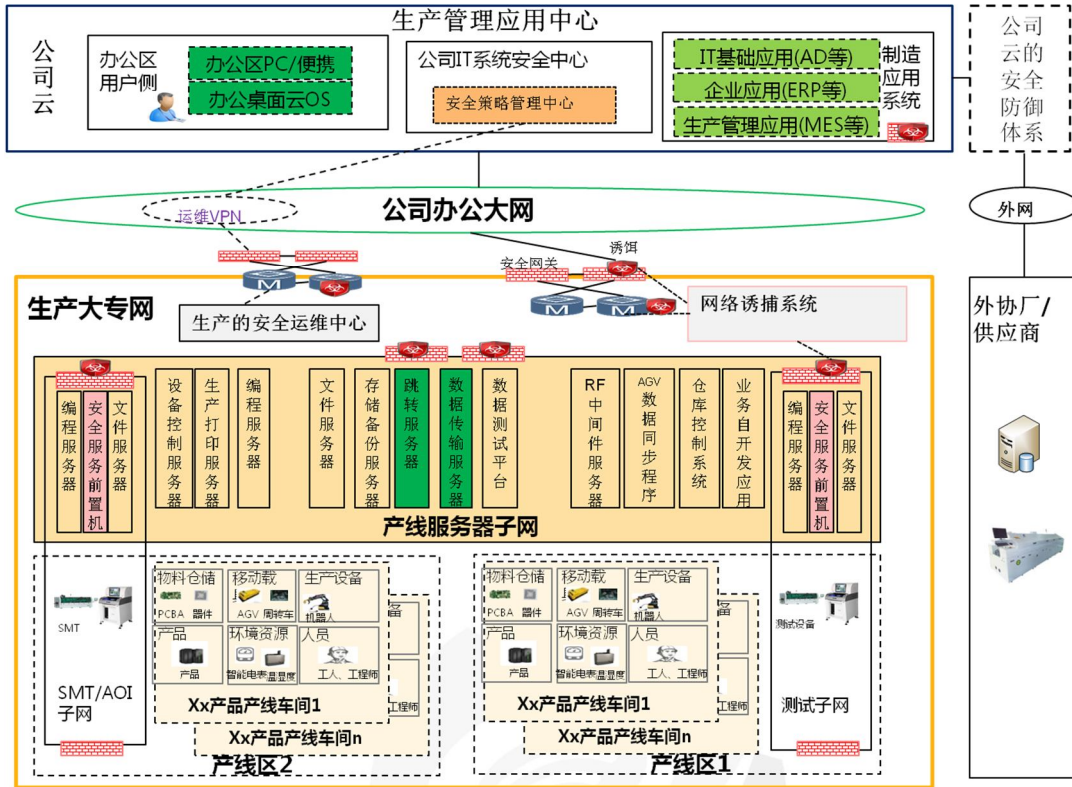 生产管理应用中心
公司云
办公区
用户侧
办公区PC/便携
办公桌面云OS
公司IT系统安全中心
安全策略管理中心
IT基础应用(AD等)
企业应用(ERP等)
生产管理应用(MES等)
制造应用系统
公司云的安全防御体系
运维VPN
公司办公大网
外网
诱饵
安全网关
M
M
生产大专网
生产的安全运维中心
网络诱捕系统
外协厂/
供应商
编程服务器
安全服务前置机
文件服务器
设备控制服务器
生产打印服务器
编程服务器
文件服务器
存储备份服务器
跳转服务器
数据传输服务器
数据测试平台
RF中间件服务器
AGV数据同步程序
仓库控制系统
业务自开发应用
编程服务器
安全服务前置机
文件服务器
产线服务器子网
SMT
SMT/AOI
子网
物料仓储
PCBA 器件
移动载
AGV 周转车
生产设备
机器人
备
产品
产品
环境资源
智能电表温显度
人员
工人、工程师
工程师
Xx产品产线车间1
Xx产品产线车间n
产线区2
物料仓储
PCBA 器件
移动载
AGV 周转车
生产设备
机器人
备
产品
产品
环境资源
智能电表温显度
人员
工人、工程师
工程师
Xx产品产线车间1
Xx产品产线车间n
产线区1
测试设备
测试子网